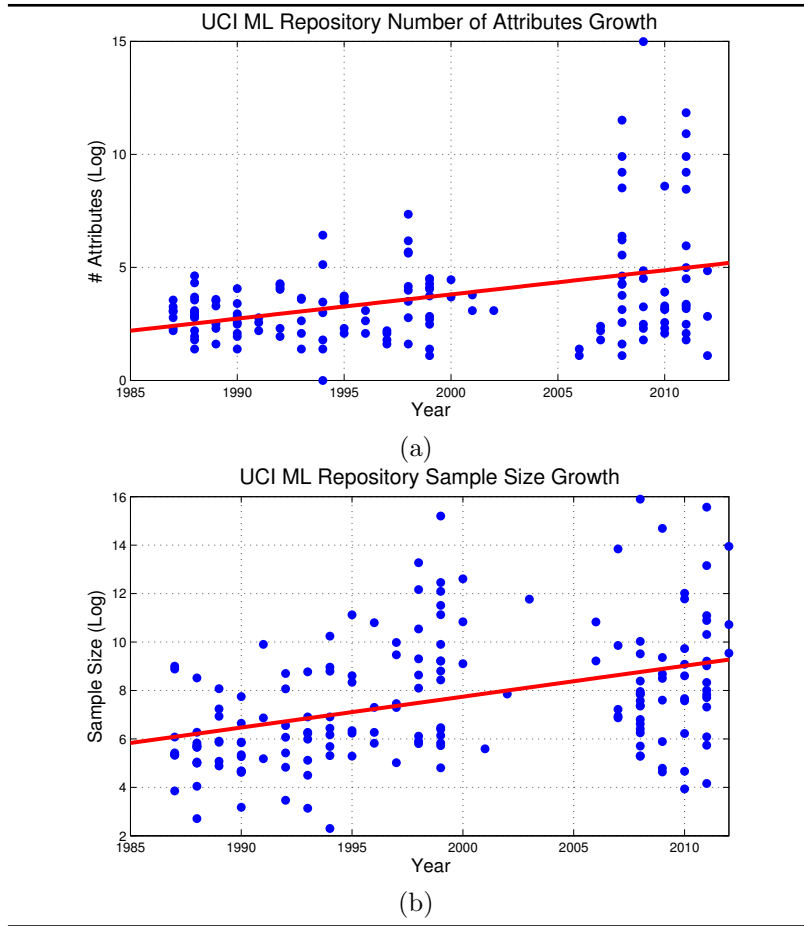 UCI ML Repository Number of Attributes Growth
15
10
5
0
# Attributes (Log)
1985 1990 1995 2000 2005 2010
Year
(a)
UCI ML Repository Sample Size Growth
16
14
12
10
8
6
4
2
Sample Size (Log)
1985 1990 1995 2000 2005 2010
Year
(b)